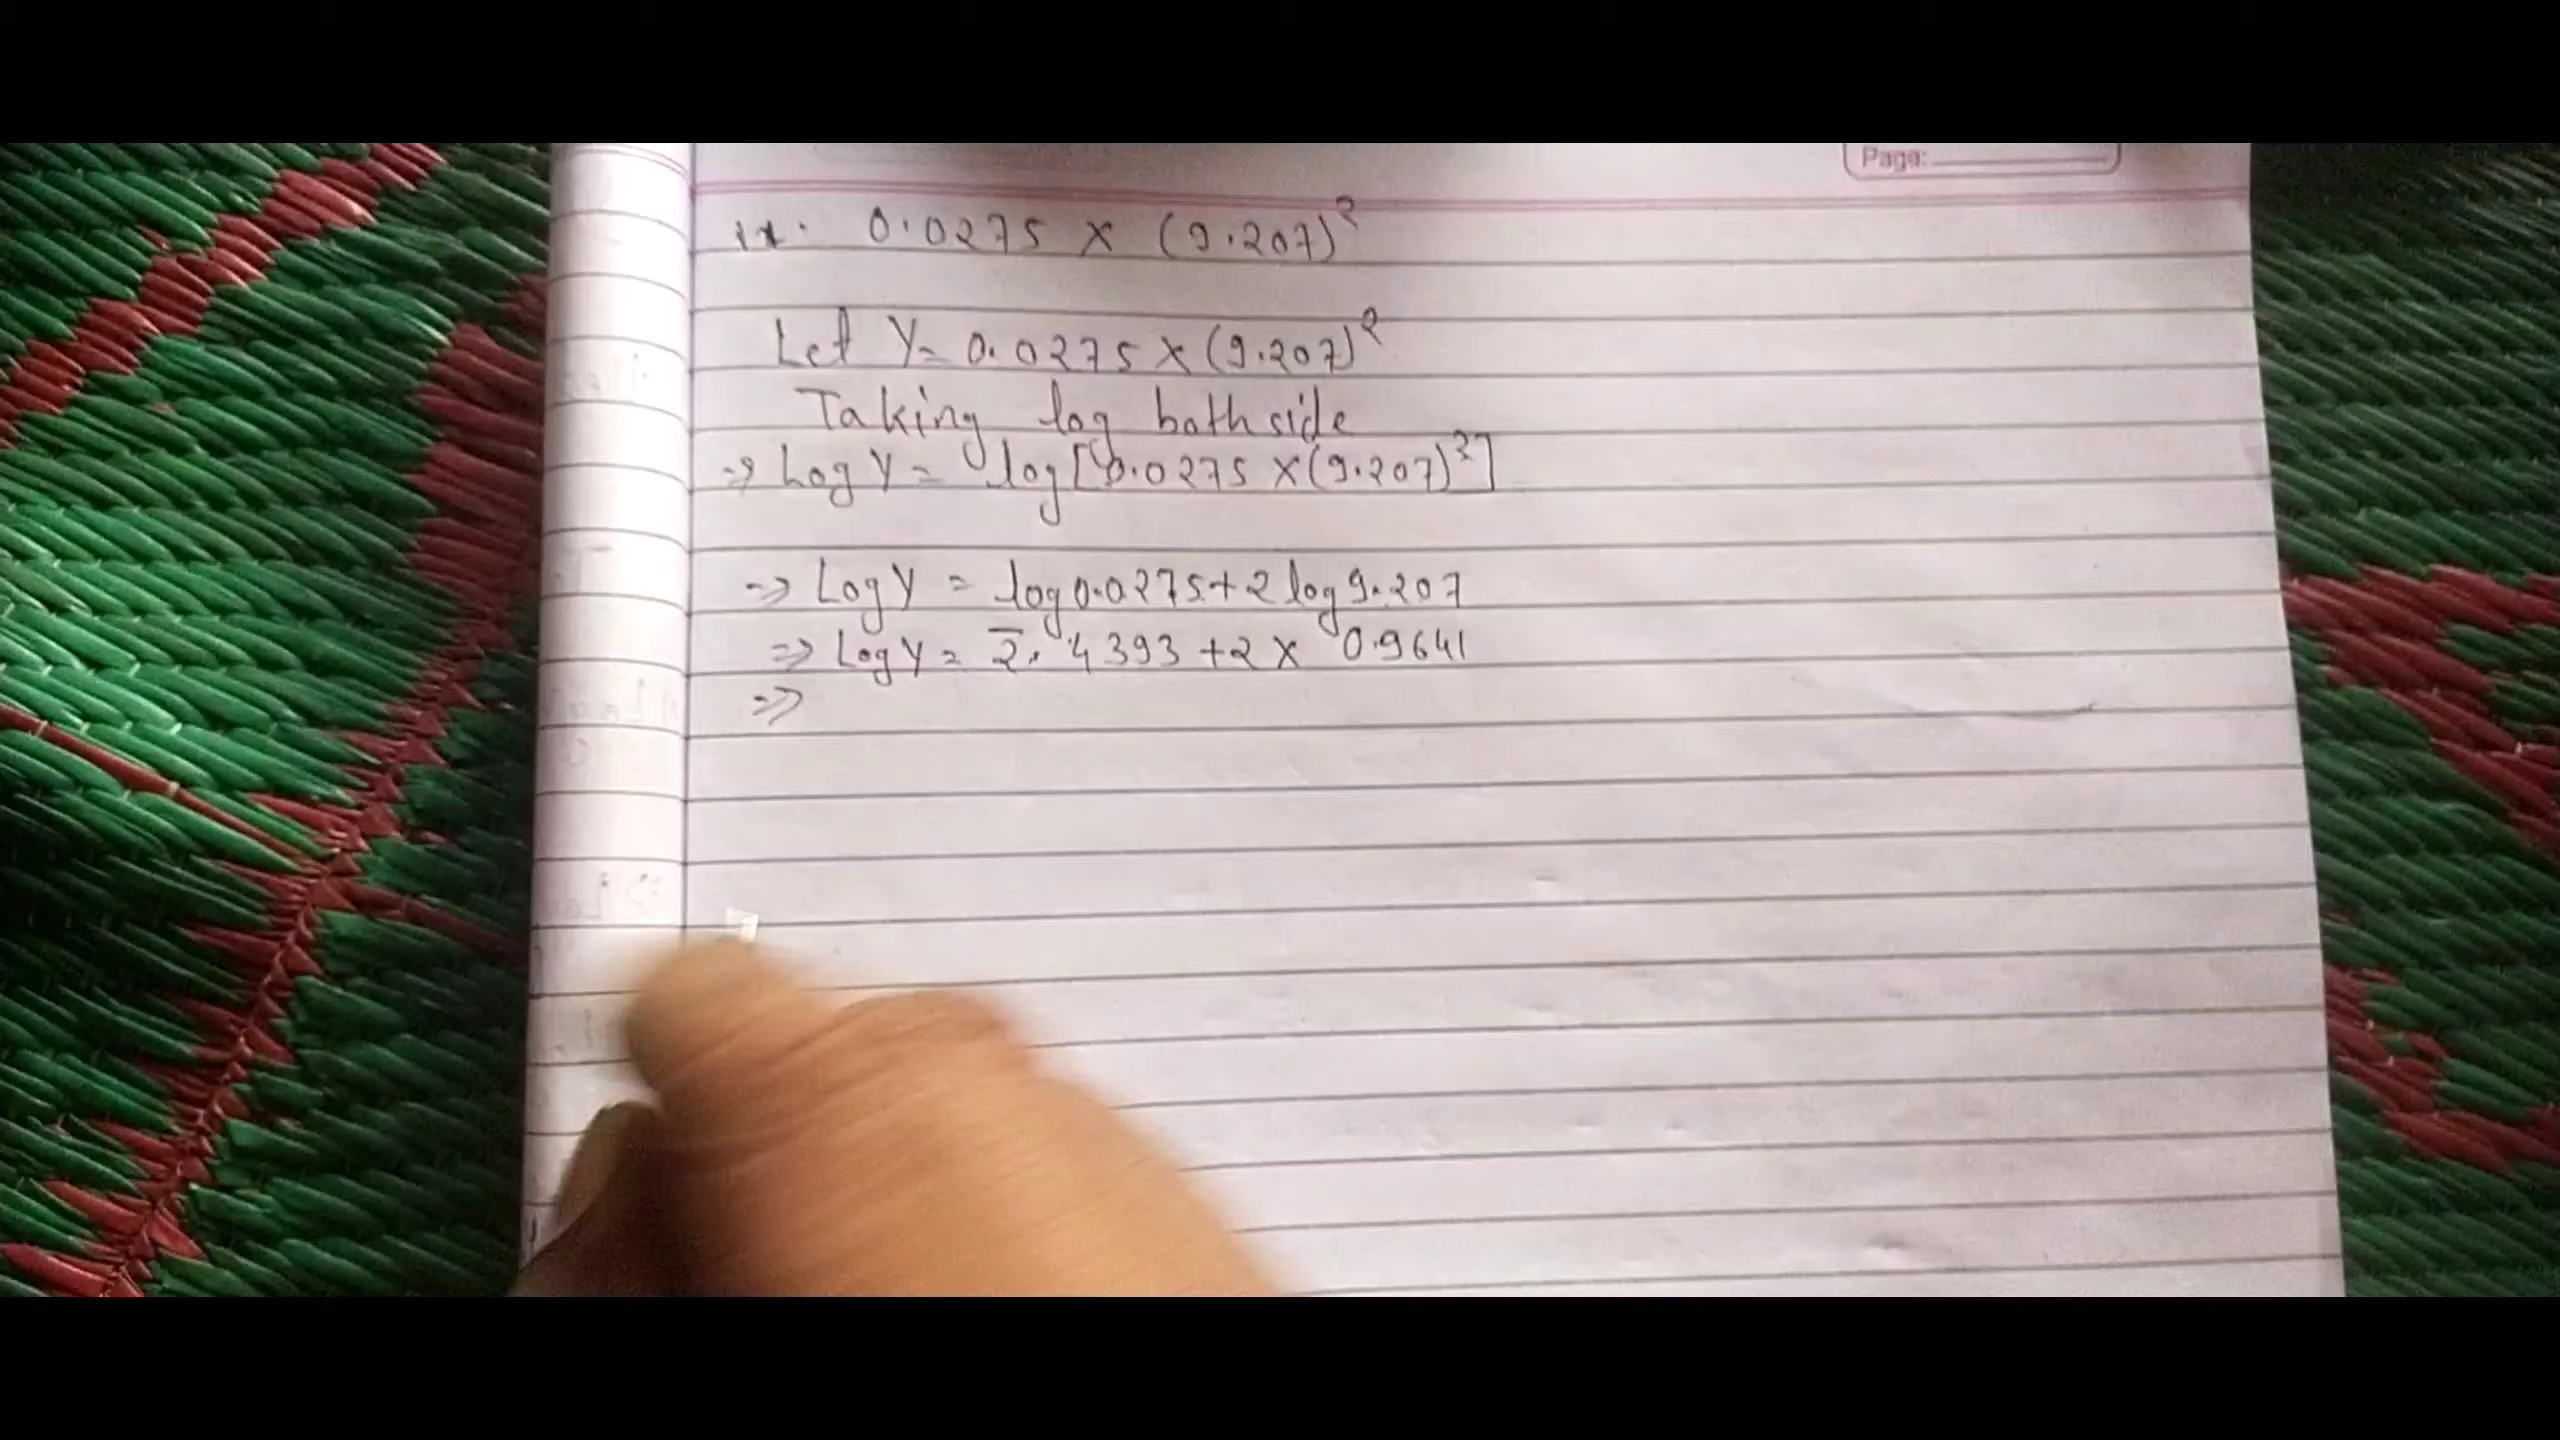 Page:
ii. 0.0275 × (9.207)²
Let Y = 0.0275 × (9.207)²
Taking log both side
⇒ Log Y = log[0.0275 × (9.207)²]
⇒ Log Y = log 0.0275 + 2 log 9.207
⇒ Log Y = 2̅.4393 + 2 × 0.9641
⇒